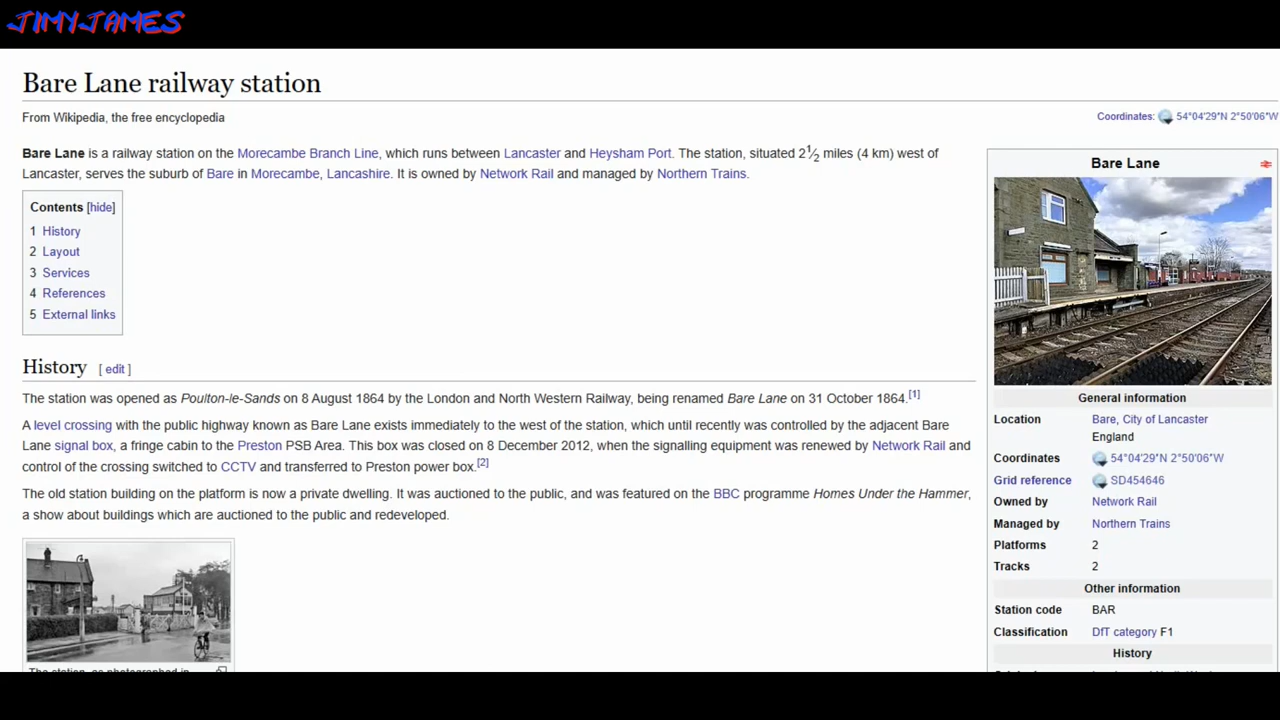 JIMYJAMES
Bare Lane railway station
From Wikipedia, the free encyclopedia
Coordinates: 54°04′29″N 2°50′06″W
Bare Lane is a railway station on the Morecambe Branch Line, which runs between Lancaster and Heysham Port. The station, situated 2 1⁄2 miles (4 km) west of
Lancaster, serves the suburb of Bare in Morecambe, Lancashire. It is owned by Network Rail and managed by Northern Trains.
Contents [hide]
1 History
2 Layout
3 Services
4 References
5 External links
History [ edit ]
The station was opened as Poulton-le-Sands on 8 August 1864 by the London and North Western Railway, being renamed Bare Lane on 31 October 1864.[1]
A level crossing with the public highway known as Bare Lane exists immediately to the west of the station, which until recently was controlled by the adjacent Bare
Lane signal box, a fringe cabin to the Preston PSB Area. This box was closed on 8 December 2012, when the signalling equipment was renewed by Network Rail and
control of the crossing switched to CCTV and transferred to Preston power box.[2]
The old station building on the platform is now a private dwelling. It was auctioned to the public, and was featured on the BBC programme Homes Under the Hammer,
a show about buildings which are auctioned to the public and redeveloped.
The station, as photographed in
Bare Lane
General information
Location Bare, City of Lancaster
England
Coordinates 54°04′29″N 2°50′06″W
Grid reference SD454646
Owned by Network Rail
Managed by Northern Trains
Platforms 2
Tracks 2
Other information
Station code BAR
Classification DfT category F1
History